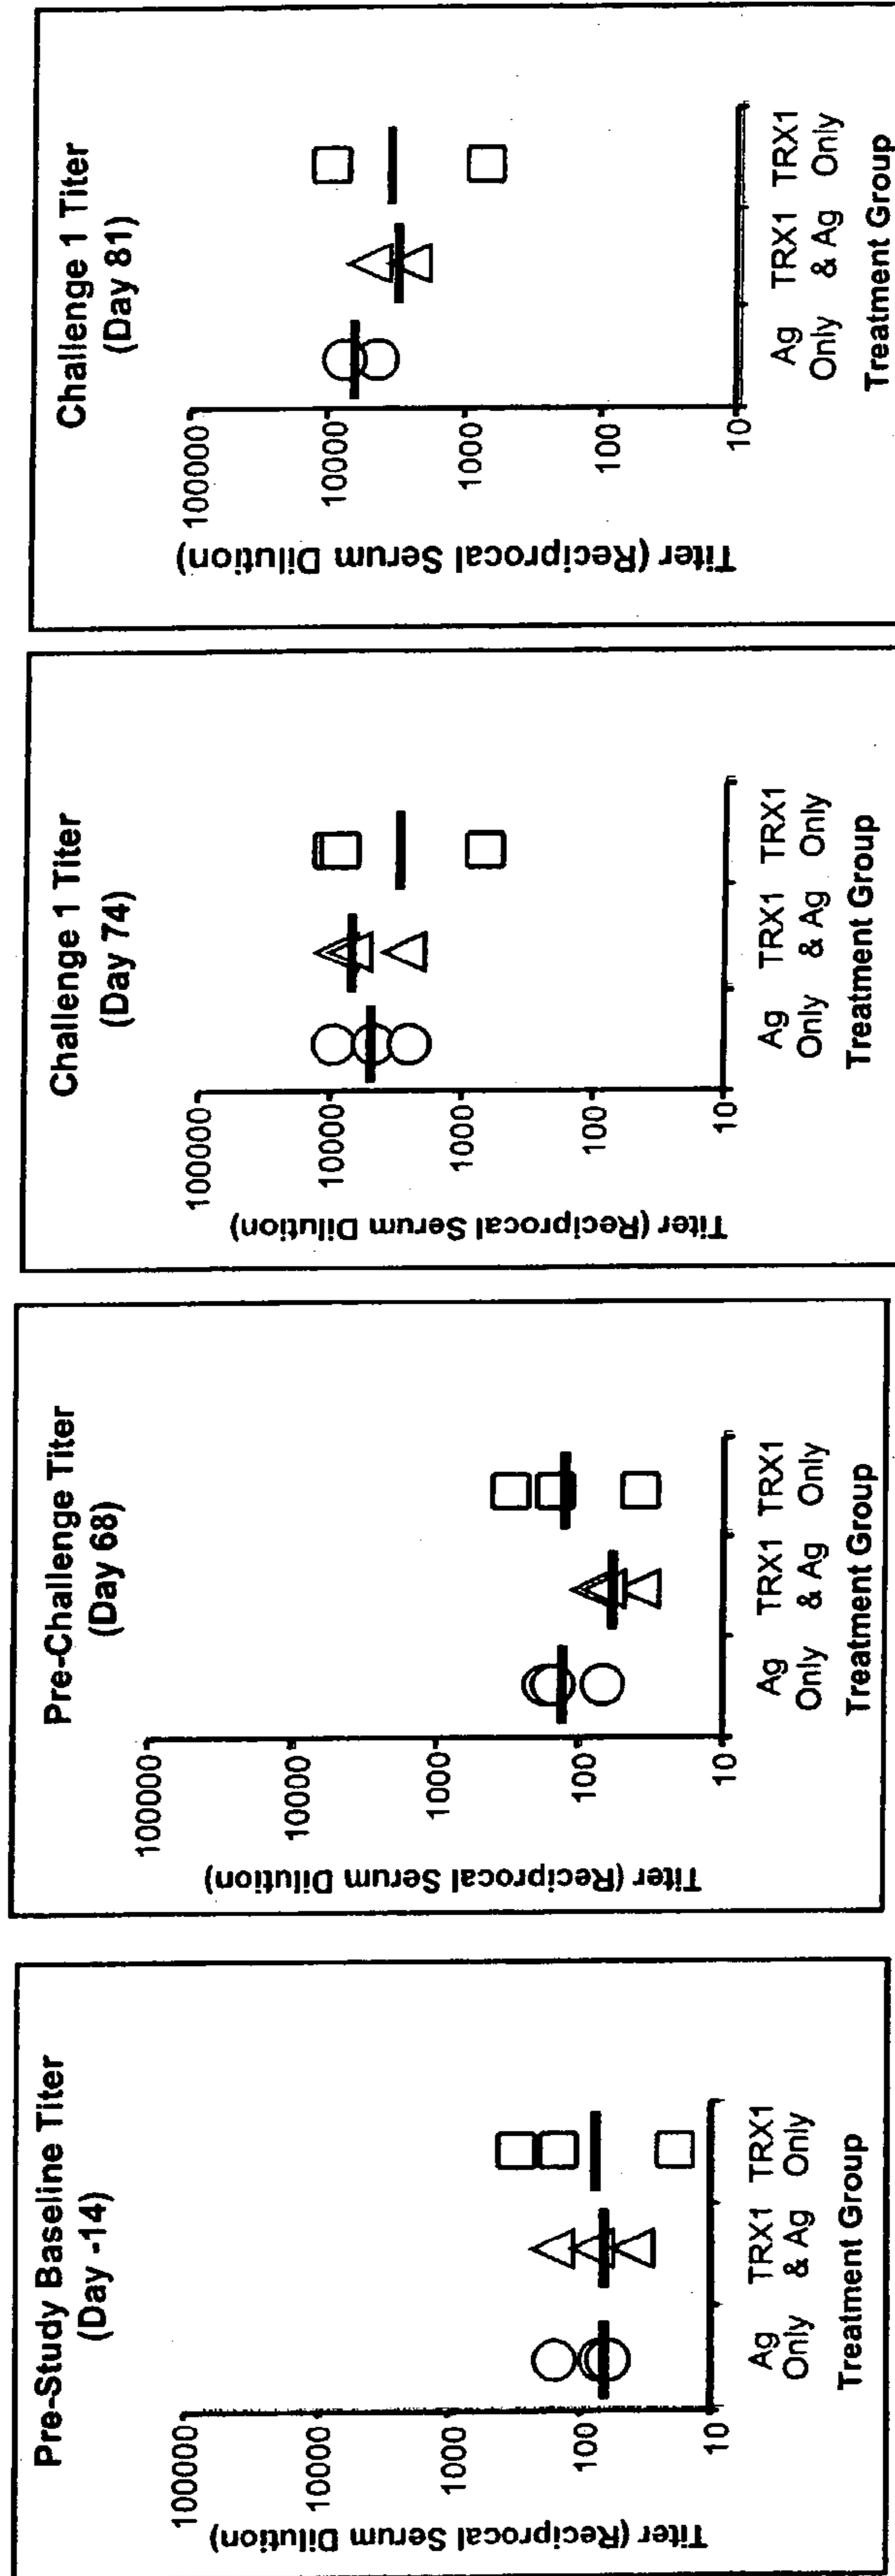 Pre-Study Baseline Titer
(Day -14)
Titer (Reciprocal Serum Dilution)
100000
10000
1000
100
10
Ag TRX1 TRX1
Only & Ag Only
Treatment Group
Pre-Challenge Titer
(Day 68)
Titer (Reciprocal Serum Dilution)
100000
10000
1000
100
10
Ag TRX1 TRX1
Only & Ag Only
Treatment Group
Challenge 1 Titer
(Day 74)
Titer (Reciprocal Serum Dilution)
100000
10000
1000
100
10
Ag TRX1 TRX1
Only & Ag Only
Treatment Group
Challenge 1 Titer
(Day 81)
Titer (Reciprocal Serum Dilution)
100000
10000
1000
100
10
Ag TRX1 TRX1
Only & Ag Only
Treatment Group